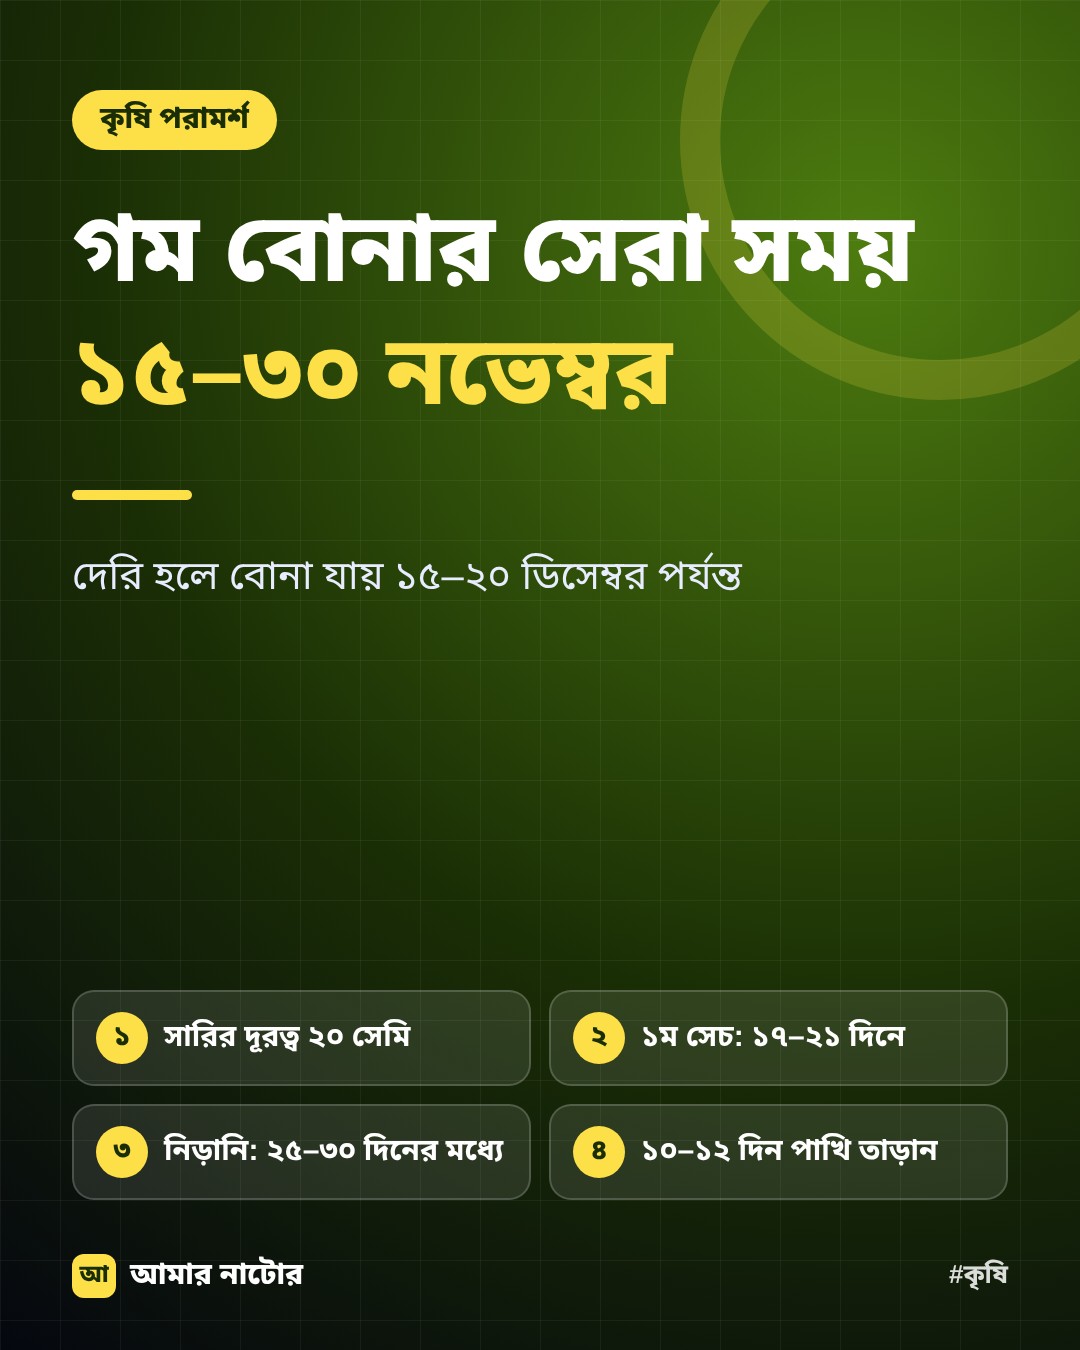 কৃষি পরামর্শ
গম বোনার সেরা সময়
১৫–৩০ নভেম্বর
দেরি হলে বোনা যায় ১৫–২০ ডিসেম্বর পর্যন্ত
১ সারির দূরত্ব ২০ সেমি
২ ১ম সেচ: ১৭–২১ দিনে
৩ নিড়ানি: ২৫–৩০ দিনের মধ্যে
৪ ১০–১২ দিন পাখি তাড়ান
আ আমার নাটোর
#কৃষি